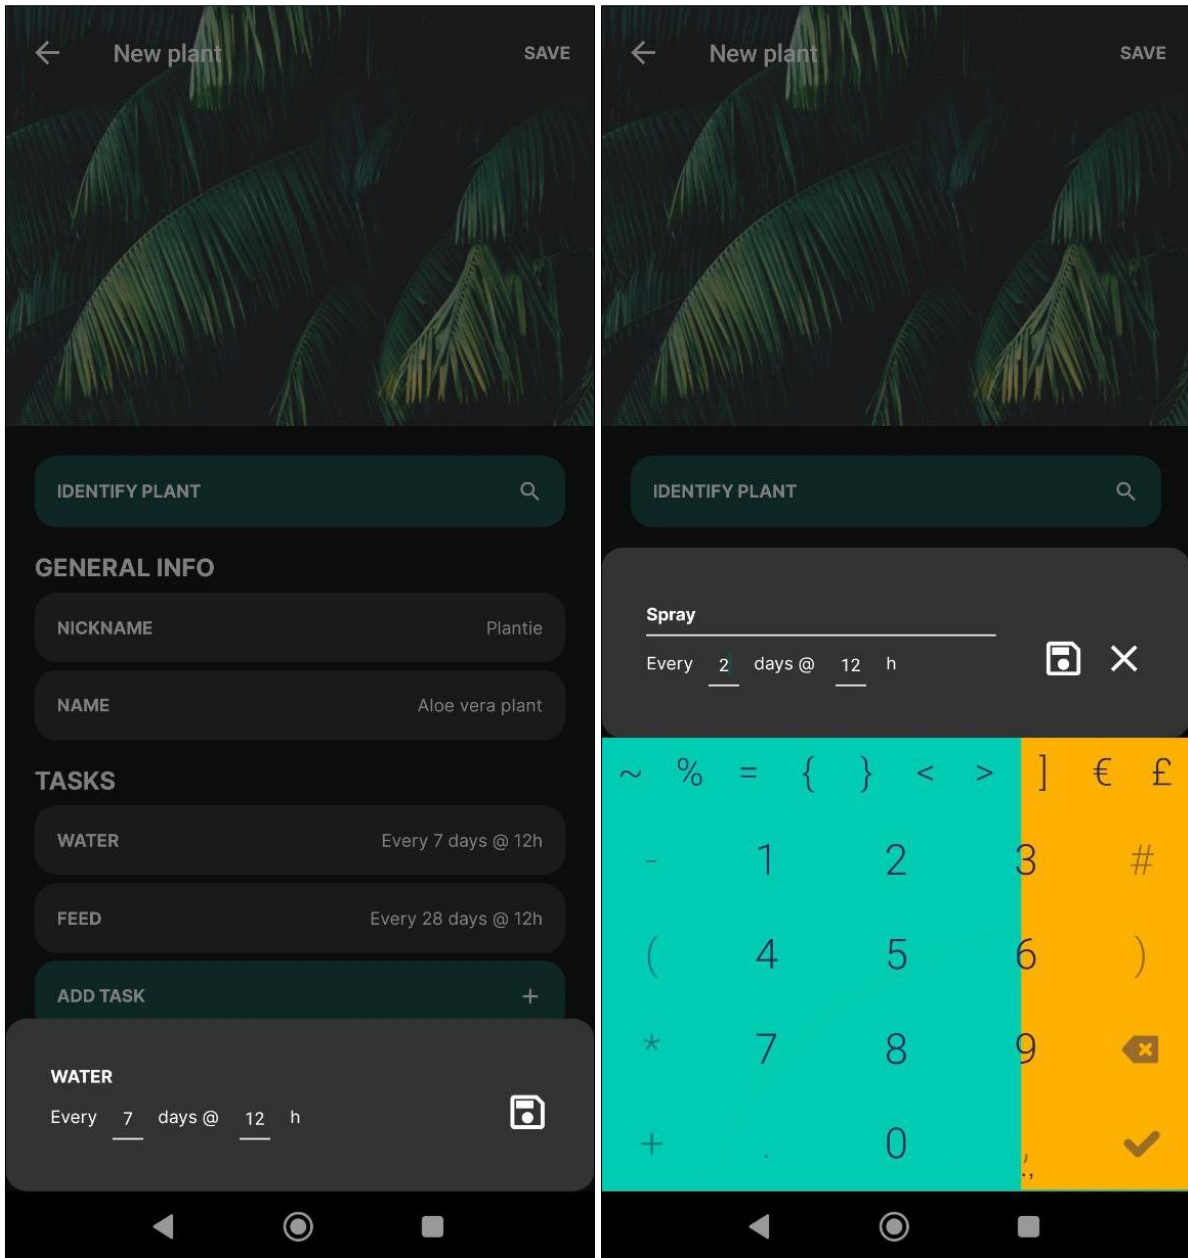 New plant SAVE
IDENTIFY PLANT
GENERAL INFO
NICKNAME Plantie
NAME Aloe vera plant
TASKS
WATER Every 7 days @ 12h
FEED Every 28 days @ 12h
ADD TASK +
WATER
Every 7 days @ 12 h
New plant SAVE
IDENTIFY PLANT
Spray
Every 2 days @ 12 h
~ % = { } < > ] € £
- 1 2 3 #
( 4 5 6 )
* 7 8 9
+ . 0 , .,